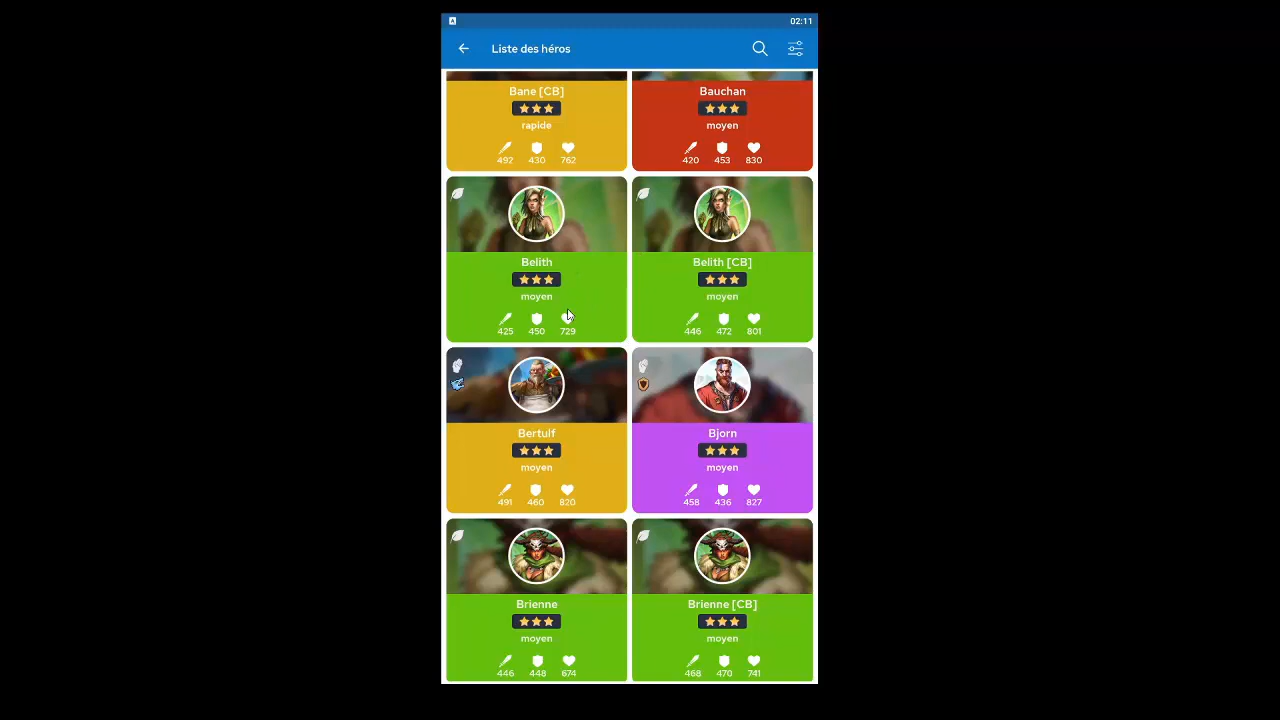 A
02:11
Liste des héros
Bane [CB]
rapide
492 430 762
Bauchan
moyen
420 453 830
Belith
moyen
425 450 729
Belith [CB]
moyen
446 472 801
Bertulf
moyen
491 460 820
Bjorn
moyen
458 436 827
Brienne
moyen
446 448 674
Brienne [CB]
moyen
468 470 741